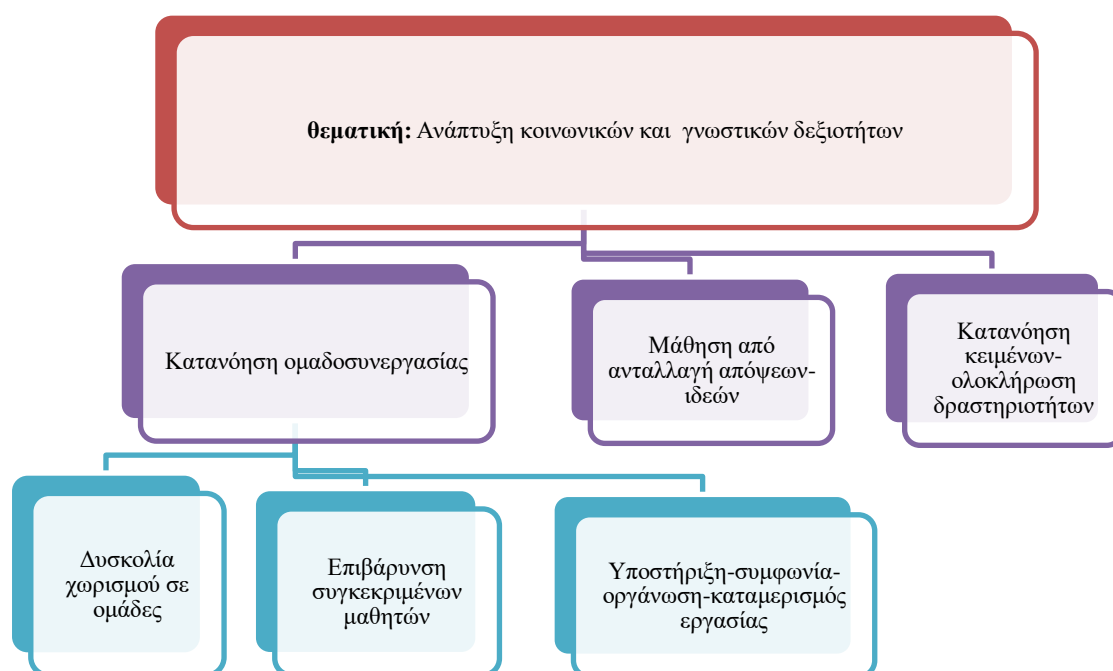 θεματική: Ανάπτυξη κοινωνικών και γνωστικών δεξιοτήτων
Κατανόηση ομαδοσυνεργασίας
Μάθηση από
ανταλλαγή απόψεων-
ιδεών
Κατανόηση
κειμένων-
ολοκλήρωση
δραστηριοτήτων
Δυσκολία
χωρισμού σε
ομάδες
Επιβάρυνση
συγκεκριμένων
μαθητών
Υποστήριξη-συμφωνία-
οργάνωση-καταμερισμός
εργασίας